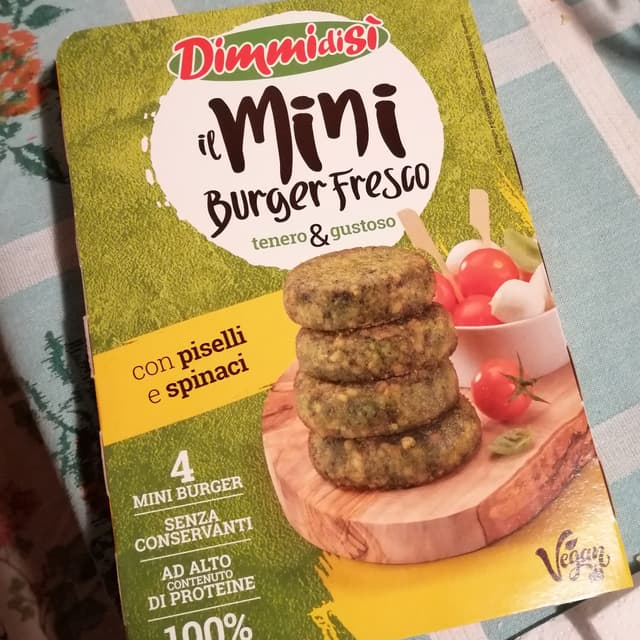 DimmidiSì
il Mini
Burger Fresco
tenero & gustoso
con piselli
e spinaci
4
MINI BURGER
SENZA
CONSERVANTI
AD ALTO
CONTENUTO
DI PROTEINE
100%
Vegan